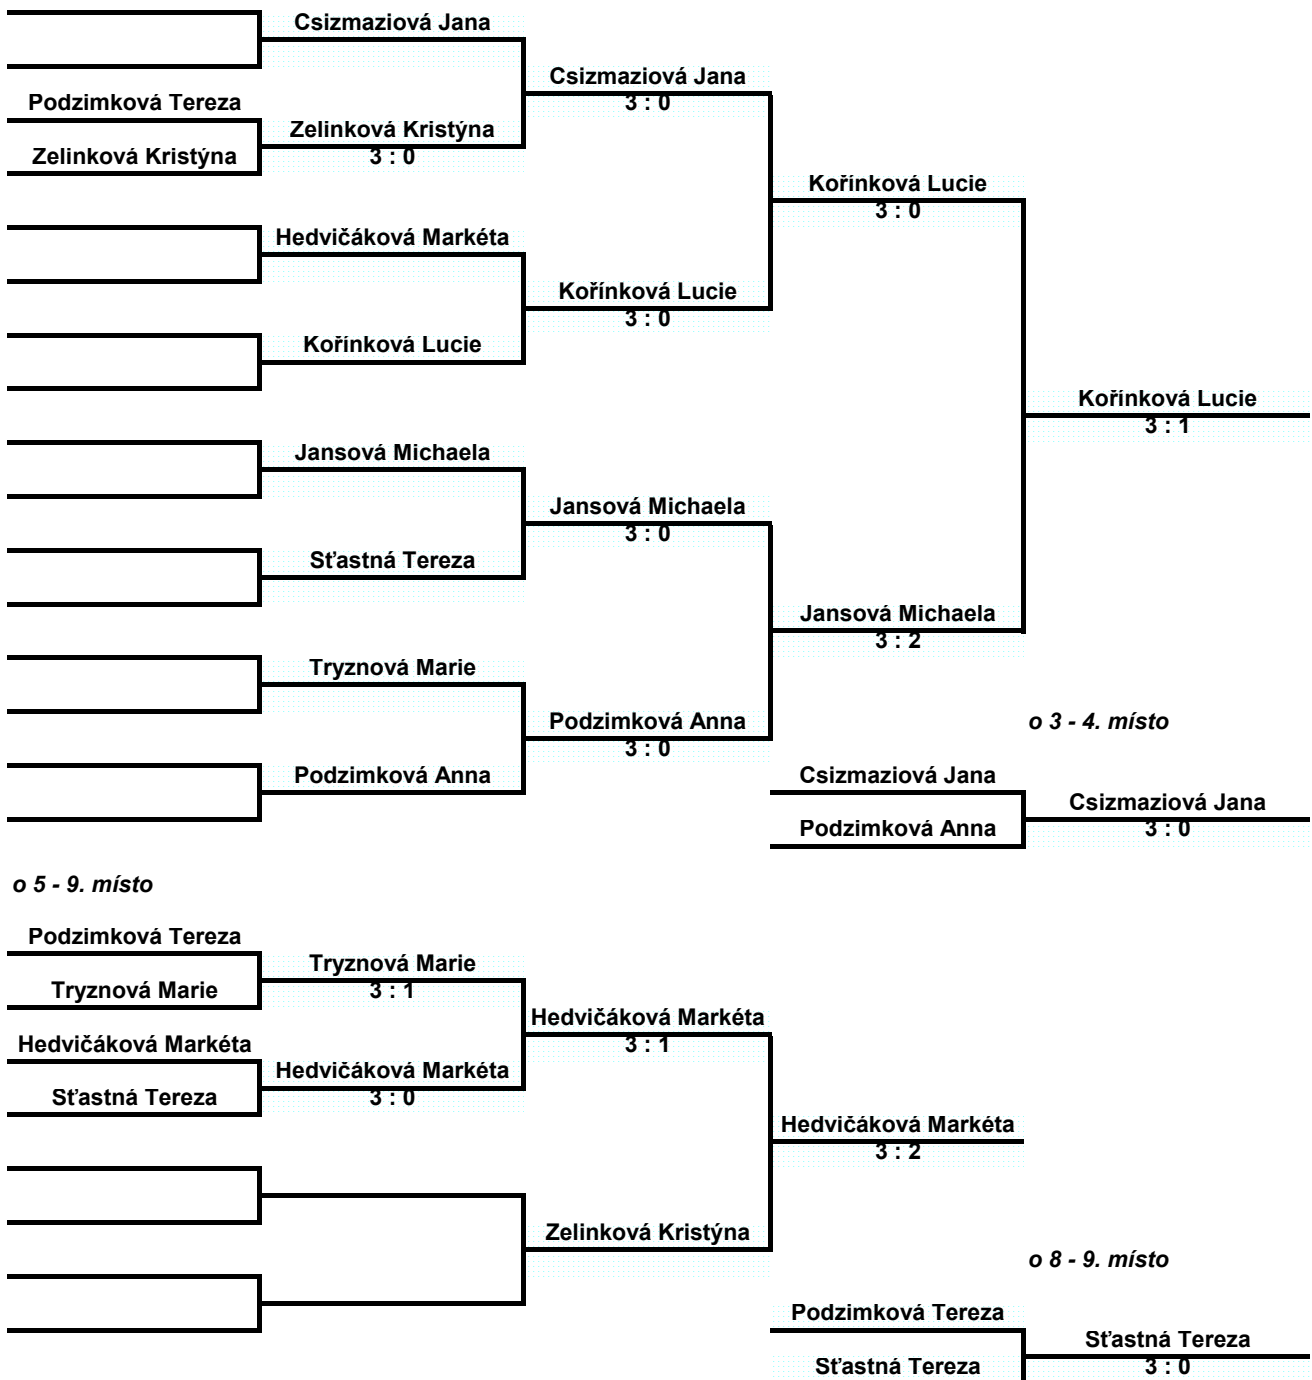 Csizmaziová Jana
Csizmaziová Jana
3 : 0
Podzimková Tereza
Zelinková Kristýna
3 : 0
Zelinková Kristýna
Kořínková Lucie
3 : 0
Hedvičáková Markéta
Kořínková Lucie
3 : 0
Kořínková Lucie
Kořínková Lucie
3 : 1
Jansová Michaela
Jansová Michaela
3 : 0
Sťastná Tereza
Jansová Michaela
3 : 2
Tryznová Marie
Podzimková Anna
3 : 0
o 3 - 4. místo
Podzimková Anna
Csizmaziová Jana
Csizmaziová Jana
3 : 0
Podzimková Anna
o 5 - 9. místo
Podzimková Tereza
Tryznová Marie
3 : 1
Tryznová Marie
Hedvičáková Markéta
3 : 1
Hedvičáková Markéta
Hedvičáková Markéta
3 : 0
Sťastná Tereza
Hedvičáková Markéta
3 : 2
Zelinková Kristýna
o 8 - 9. místo
Podzimková Tereza
Sťastná Tereza
3 : 0
Sťastná Tereza